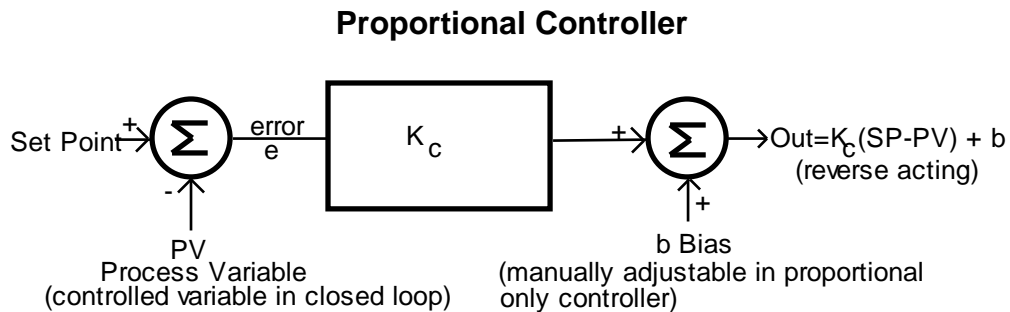 Proportional Controller
Set Point
+
Σ
-
error
e
K c
+
Σ
+
Out=Kc(SP-PV) + b
(reverse acting)
PV
Process Variable
(controlled variable in closed loop)
b Bias
(manually adjustable in proportional
only controller)